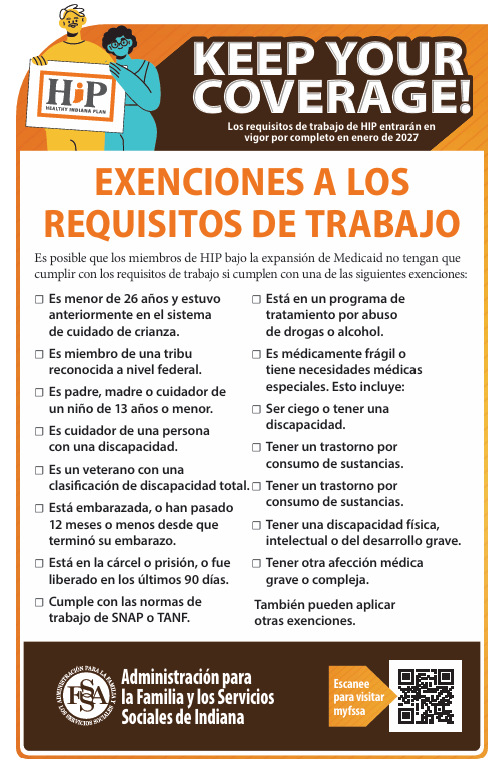 HiP
HEALTHY INDIANA PLAN
KEEP YOUR
COVERAGE!
Los requisitos de trabajo de HIP entrarán en
vigor por completo en enero de 2027
EXENCIONES A LOS
REQUISITOS DE TRABAJO
Es posible que los miembros de HIP bajo la expansión de Medicaid no tengan que
cumplir con los requisitos de trabajo si cumplen con una de las siguientes exenciones:
☐ Es menor de 26 años y estuvo
anteriormente en el sistema
de cuidado de crianza.
☐ Es miembro de una tribu
reconocida a nivel federal.
☐ Es padre, madre o cuidador de
un niño de 13 años o menor.
☐ Es cuidador de una persona
con una discapacidad.
☐ Es un veterano con una
clasificación de discapacidad total.
☐ Está embarazada, o han pasado
12 meses o menos desde que
terminó su embarazo.
☐ Está en la cárcel o prisión, o fue
liberado en los últimos 90 días.
☐ Cumple con las normas de
trabajo de SNAP o TANF.
☐ Está en un programa de
tratamiento por abuso
de drogas o alcohol.
☐ Es médicamente frágil o
tiene necesidades médicas
especiales. Esto incluye:
☐ Ser ciego o tener una
discapacidad.
☐ Tener un trastorno por
consumo de sustancias.
☐ Tener un trastorno por
consumo de sustancias.
☐ Tener una discapacidad física,
intelectual o del desarrollo grave.
☐ Tener otra afección médica
grave o compleja.
También pueden aplicar
otras exenciones.
ADMINISTRACIÓN PARA LA FAMILIA Y
LOS SERVICIOS SOCIALES
FSSA
Administración para
la Familia y los Servicios
Sociales de Indiana
Escanee
para visitar
myfssa